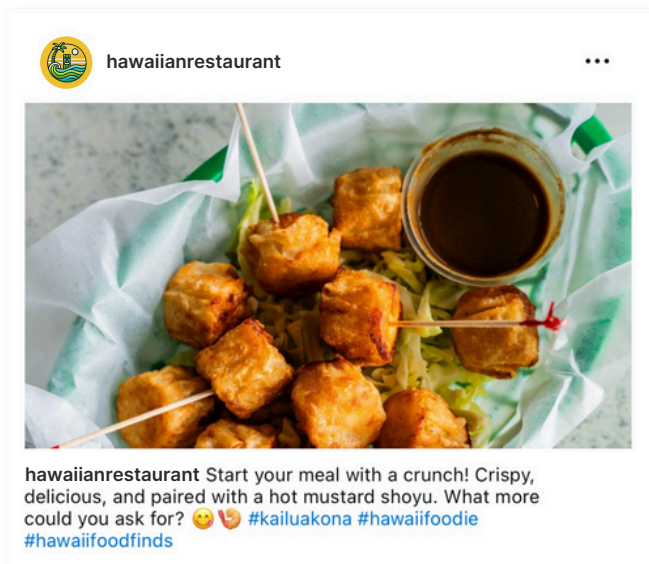 hawaiianrestaurant
hawaiianrestaurant Start your meal with a crunch! Crispy,
delicious, and paired with a hot mustard shoyu. What more
could you ask for? 😋🍤 #kailuakona #hawaiifoodie
#hawaiifoodfinds